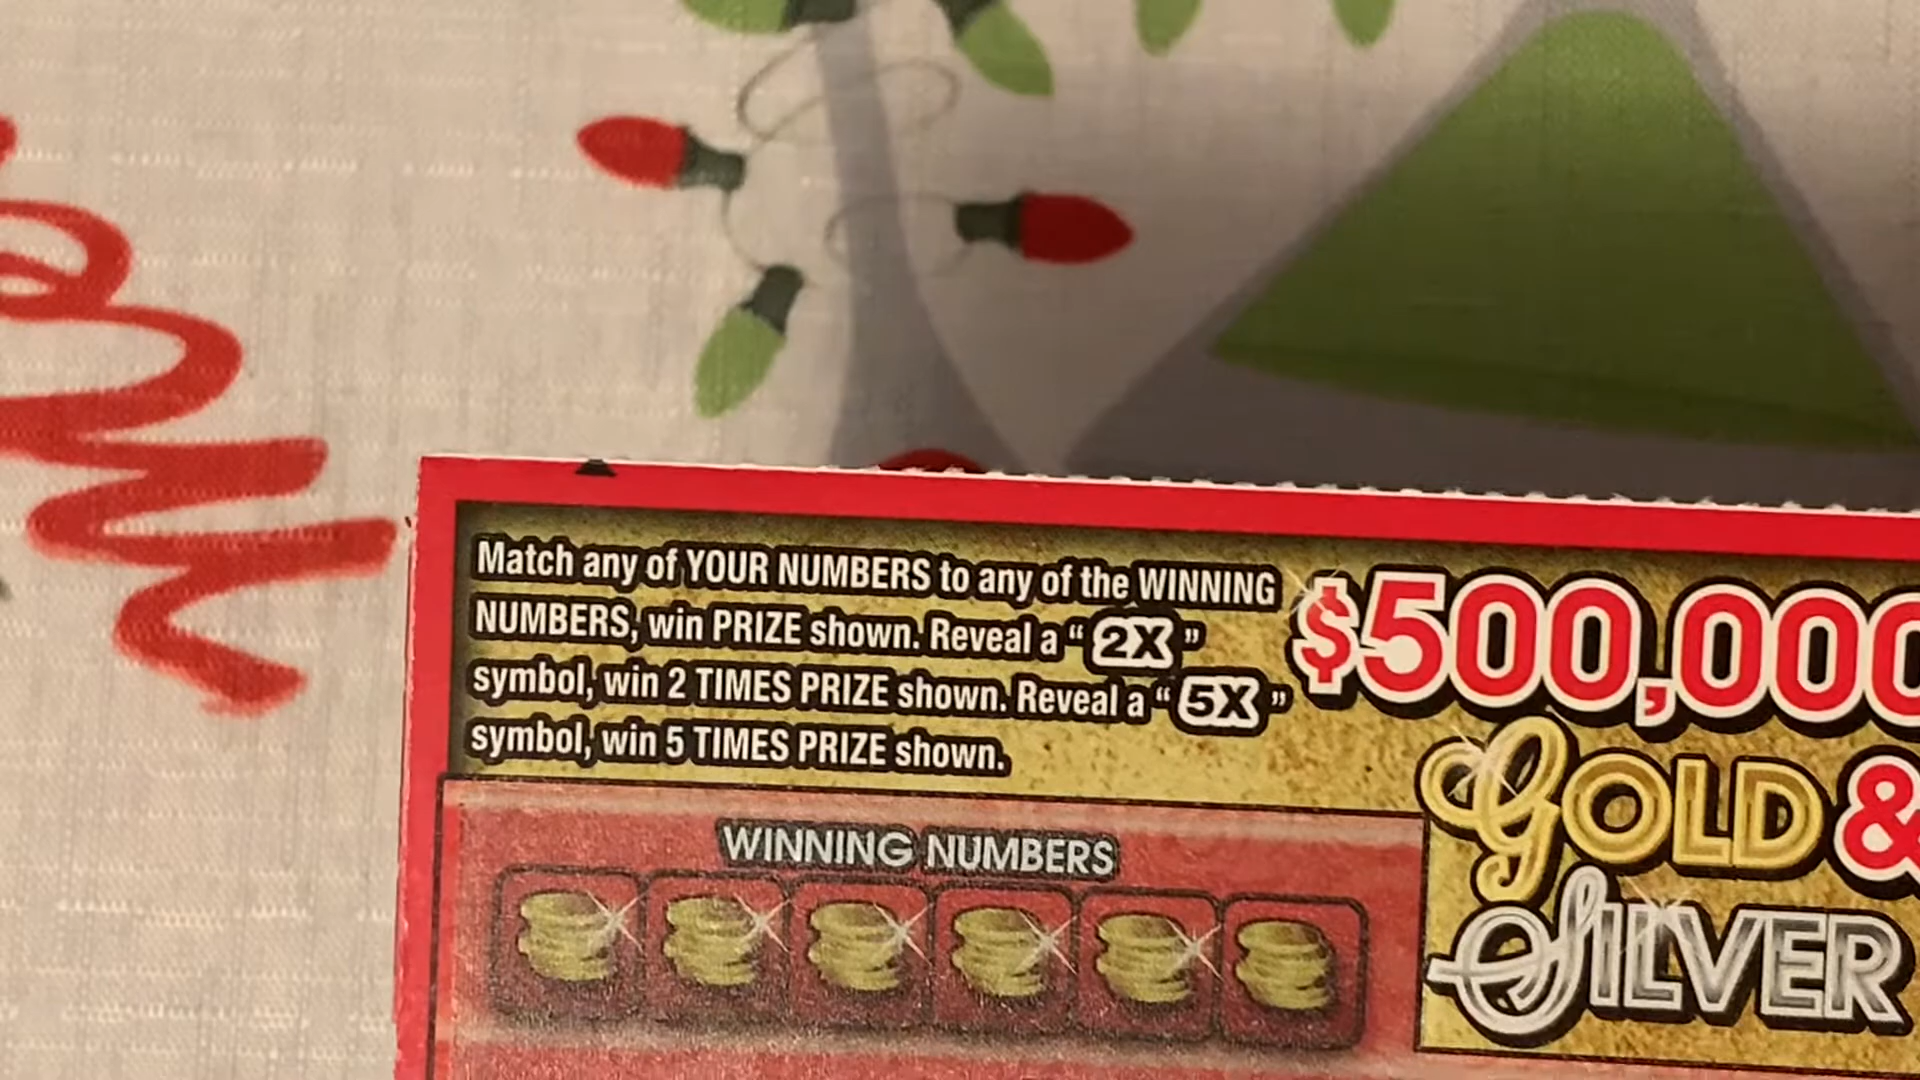 Match any of YOUR NUMBERS to any of the WINNING
NUMBERS, win PRIZE shown. Reveal a “2X”
symbol, win 2 TIMES PRIZE shown. Reveal a “5X”
symbol, win 5 TIMES PRIZE shown.
$500,000
GOLD &
SILVER
WINNING NUMBERS